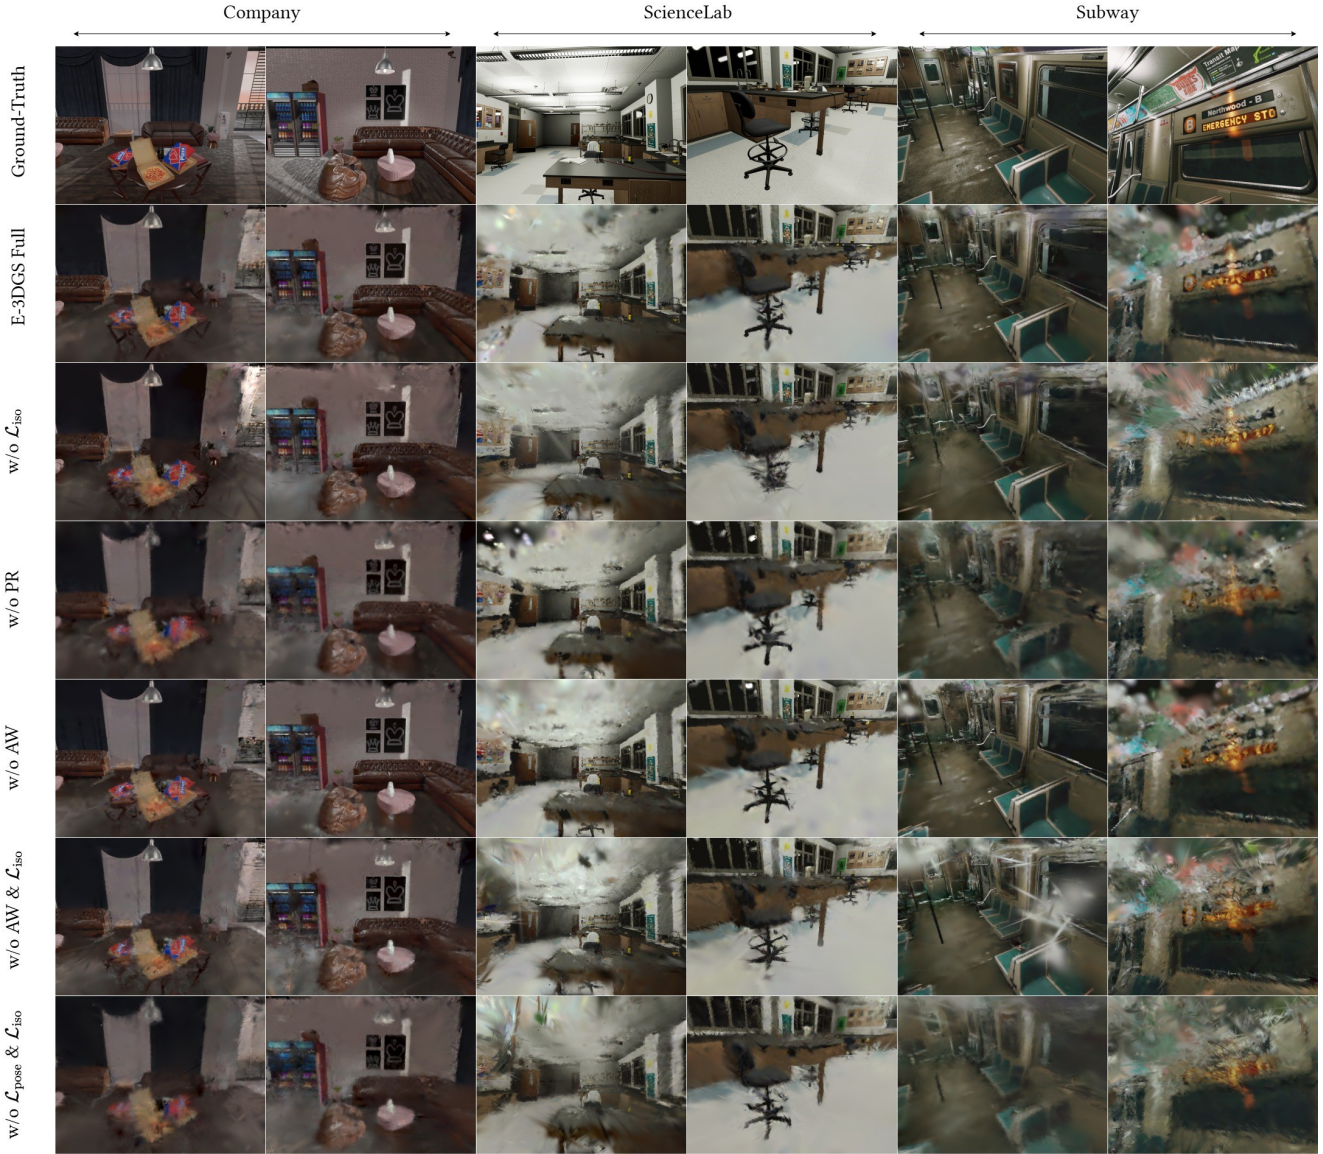 Company
ScienceLab
Subway
Ground-Truth
Transit Map
Northwood - B
B EMERGENCY STO
E-3DGS Full
w/o ℒ_iso
w/o PR
w/o AW
w/o AW & ℒ_iso
w/o ℒ_pose & ℒ_iso